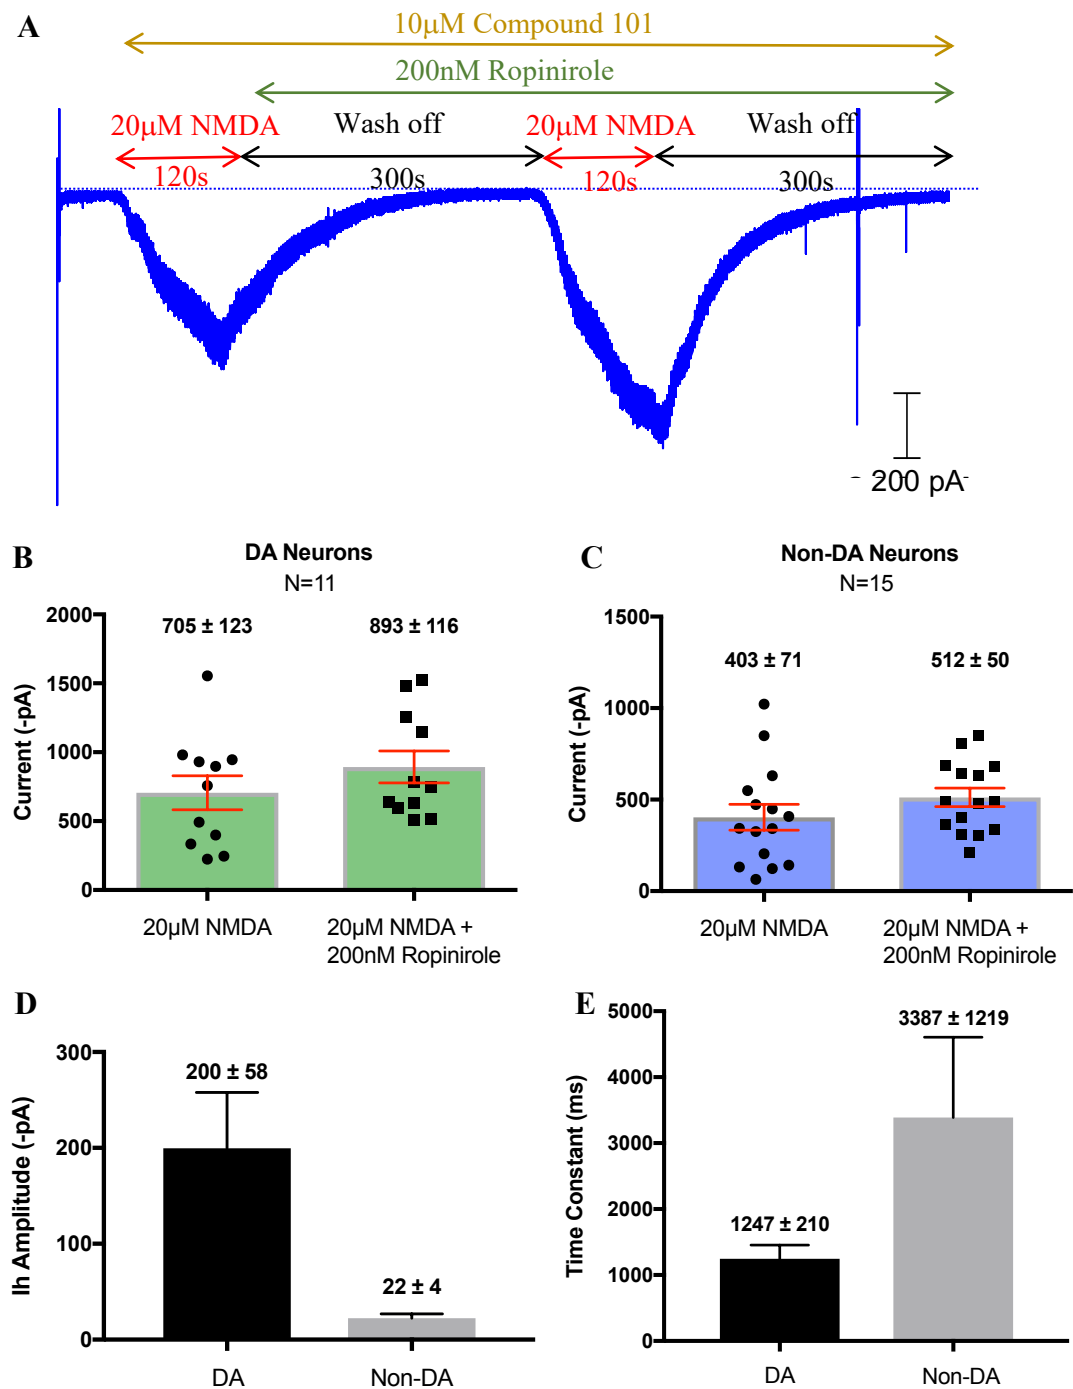 A
10µM Compound 101
200nM Ropinirole
20µM NMDA
Wash off
20µM NMDA
Wash off
120s
300s
120s
300s
200 pA
B
DA Neurons
N=11
2000
1500
1000
500
0
Current (-pA)
705 ± 123
893 ± 116
20µM NMDA
20µM NMDA +
200nM Ropinirole
C
Non-DA Neurons
N=15
1500
1000
500
0
Current (-pA)
403 ± 71
512 ± 50
20µM NMDA
20µM NMDA +
200nM Ropinirole
D
300
200
100
0
Ih Amplitude (-pA)
200 ± 58
22 ± 4
DA
Non-DA
E
5000
4000
3000
2000
1000
0
Time Constant (ms)
1247 ± 210
3387 ± 1219
DA
Non-DA